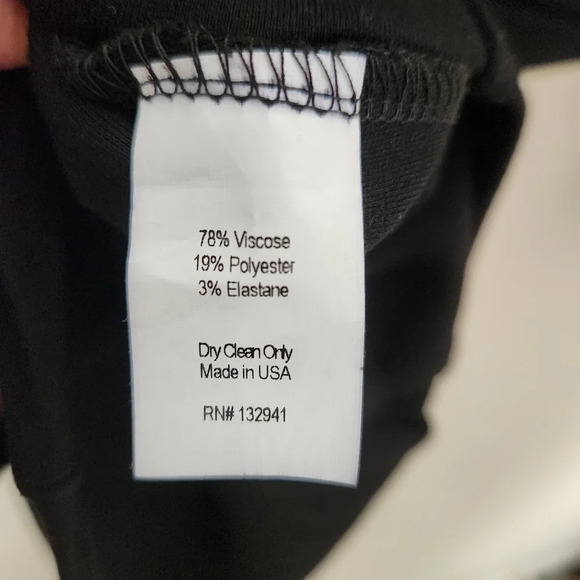 78% Viscose
19% Polyester
3% Elastane
Dry Clean Only
Made in USA
RN# 132941